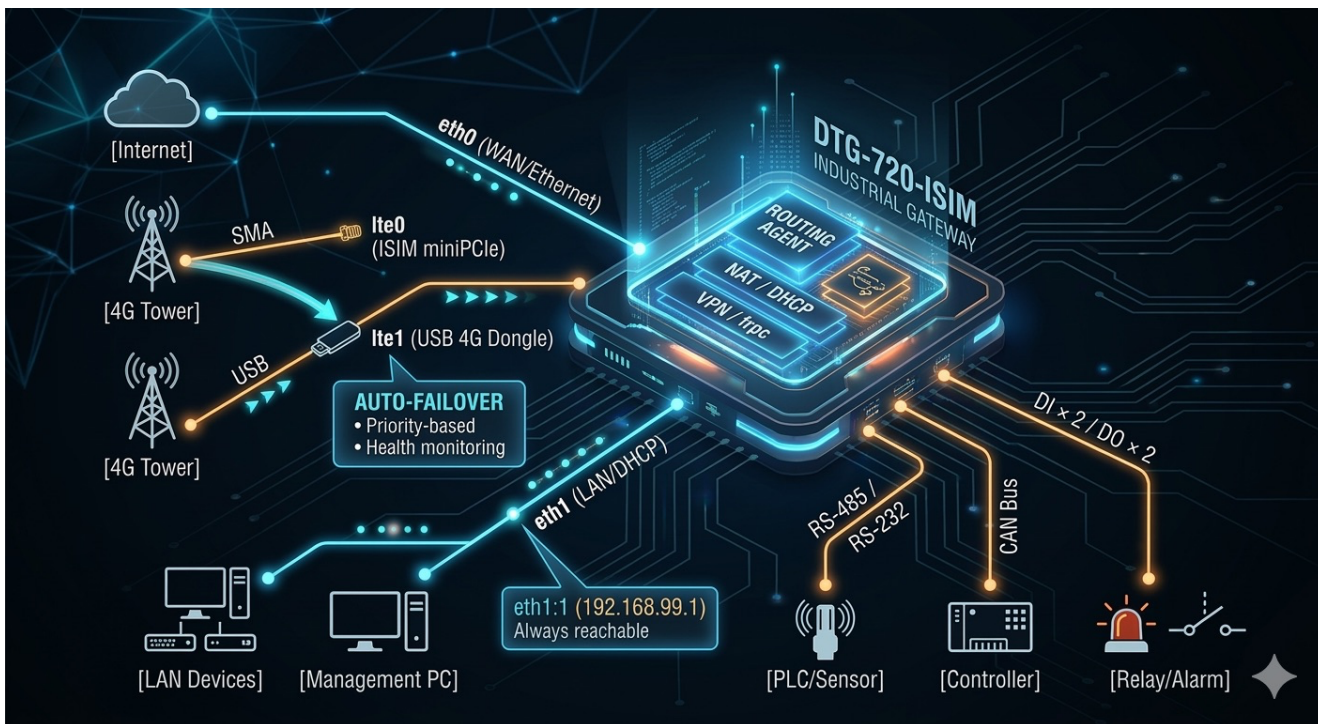 [Internet]
eth0 (WAN/Ethernet)
DTG-720-ISIM
INDUSTRIAL GATEWAY
ROUTING
AGENT
NAT / DHCP
VPN / frpc
SMA
lte0
(ISIM miniPCIe)
[4G Tower]
lte1 (USB 4G Dongle)
USB
[4G Tower]
AUTO-FAILOVER
• Priority-based
• Health monitoring
eth1 (LAN/DHCP)
eth1:1 (192.168.99.1)
Always reachable
RS-485 /
RS-232
CAN Bus
DI × 2 / DO × 2
[LAN Devices]
[Management PC]
[PLC/Sensor]
[Controller]
[Relay/Alarm]